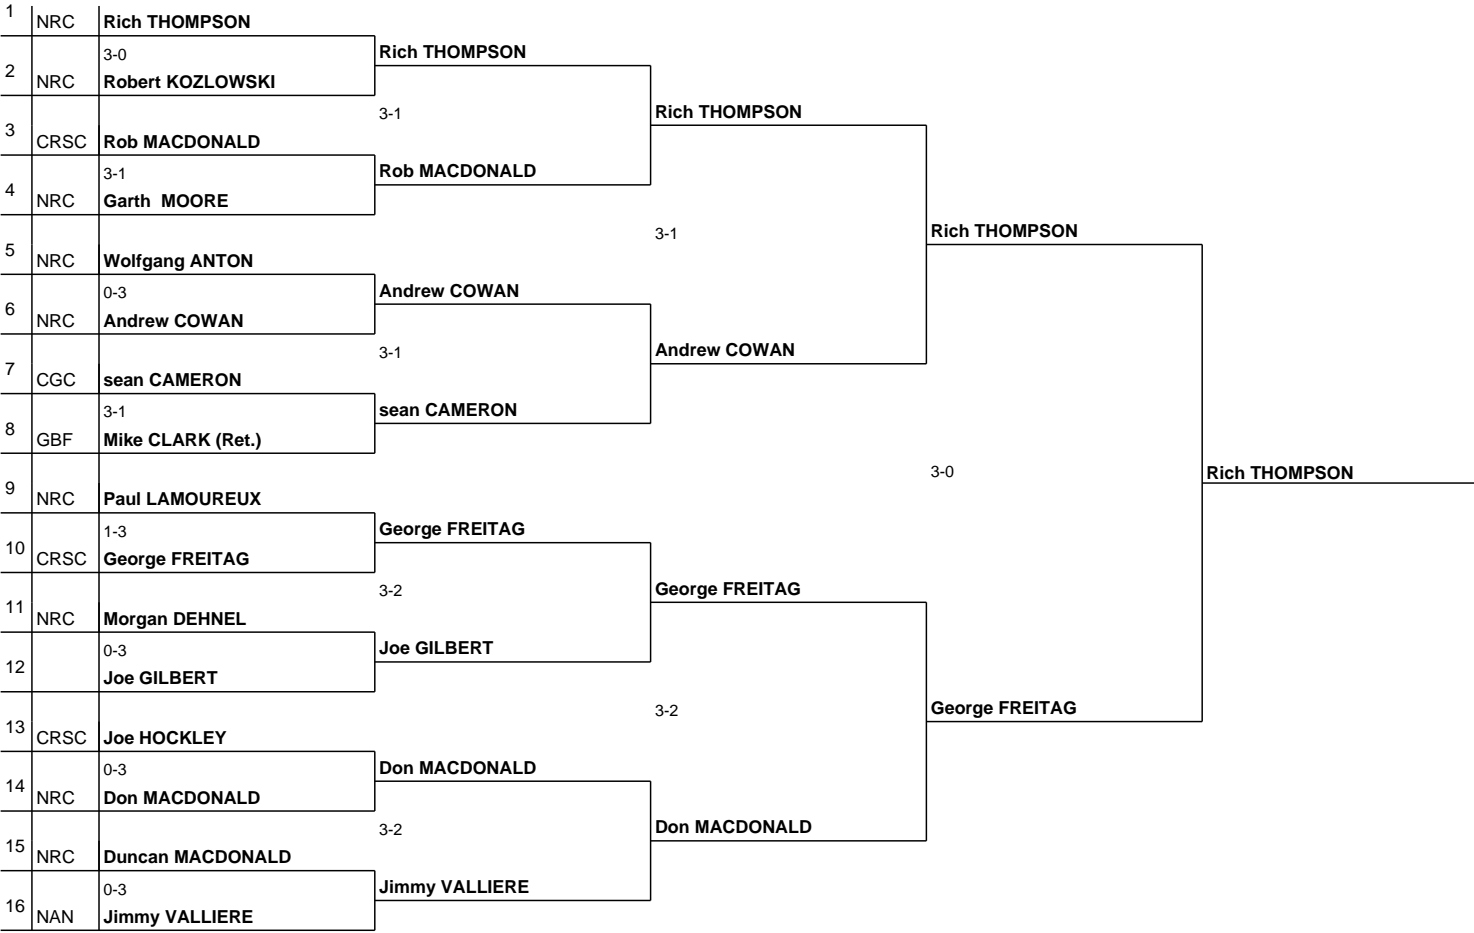 1 NRC Rich THOMPSON
3-0 Rich THOMPSON
2 NRC Robert KOZLOWSKI
3-1 Rich THOMPSON
3 CRSC Rob MACDONALD
3-1 Rob MACDONALD
4 NRC Garth MOORE
3-1 Rich THOMPSON
5 NRC Wolfgang ANTON
0-3 Andrew COWAN
6 NRC Andrew COWAN
3-1 Andrew COWAN
7 CGC sean CAMERON
3-1 sean CAMERON
8 GBF Mike CLARK (Ret.)
3-0 Rich THOMPSON
9 NRC Paul LAMOUREUX
1-3 George FREITAG
10 CRSC George FREITAG
3-2 George FREITAG
11 NRC Morgan DEHNEL
0-3 Joe GILBERT
12 Joe GILBERT
3-2 George FREITAG
13 CRSC Joe HOCKLEY
0-3 Don MACDONALD
14 NRC Don MACDONALD
3-2 Don MACDONALD
15 NRC Duncan MACDONALD
0-3 Jimmy VALLIERE
16 NAN Jimmy VALLIERE